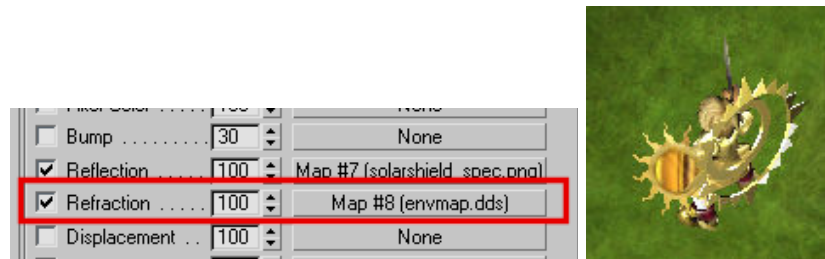 Bump ......... 30 None
Reflection ..... 100 Map #7 (solarshield_spec.png)
Refraction ..... 100 Map #8 (envmap.dds)
Displacement .. 100 None